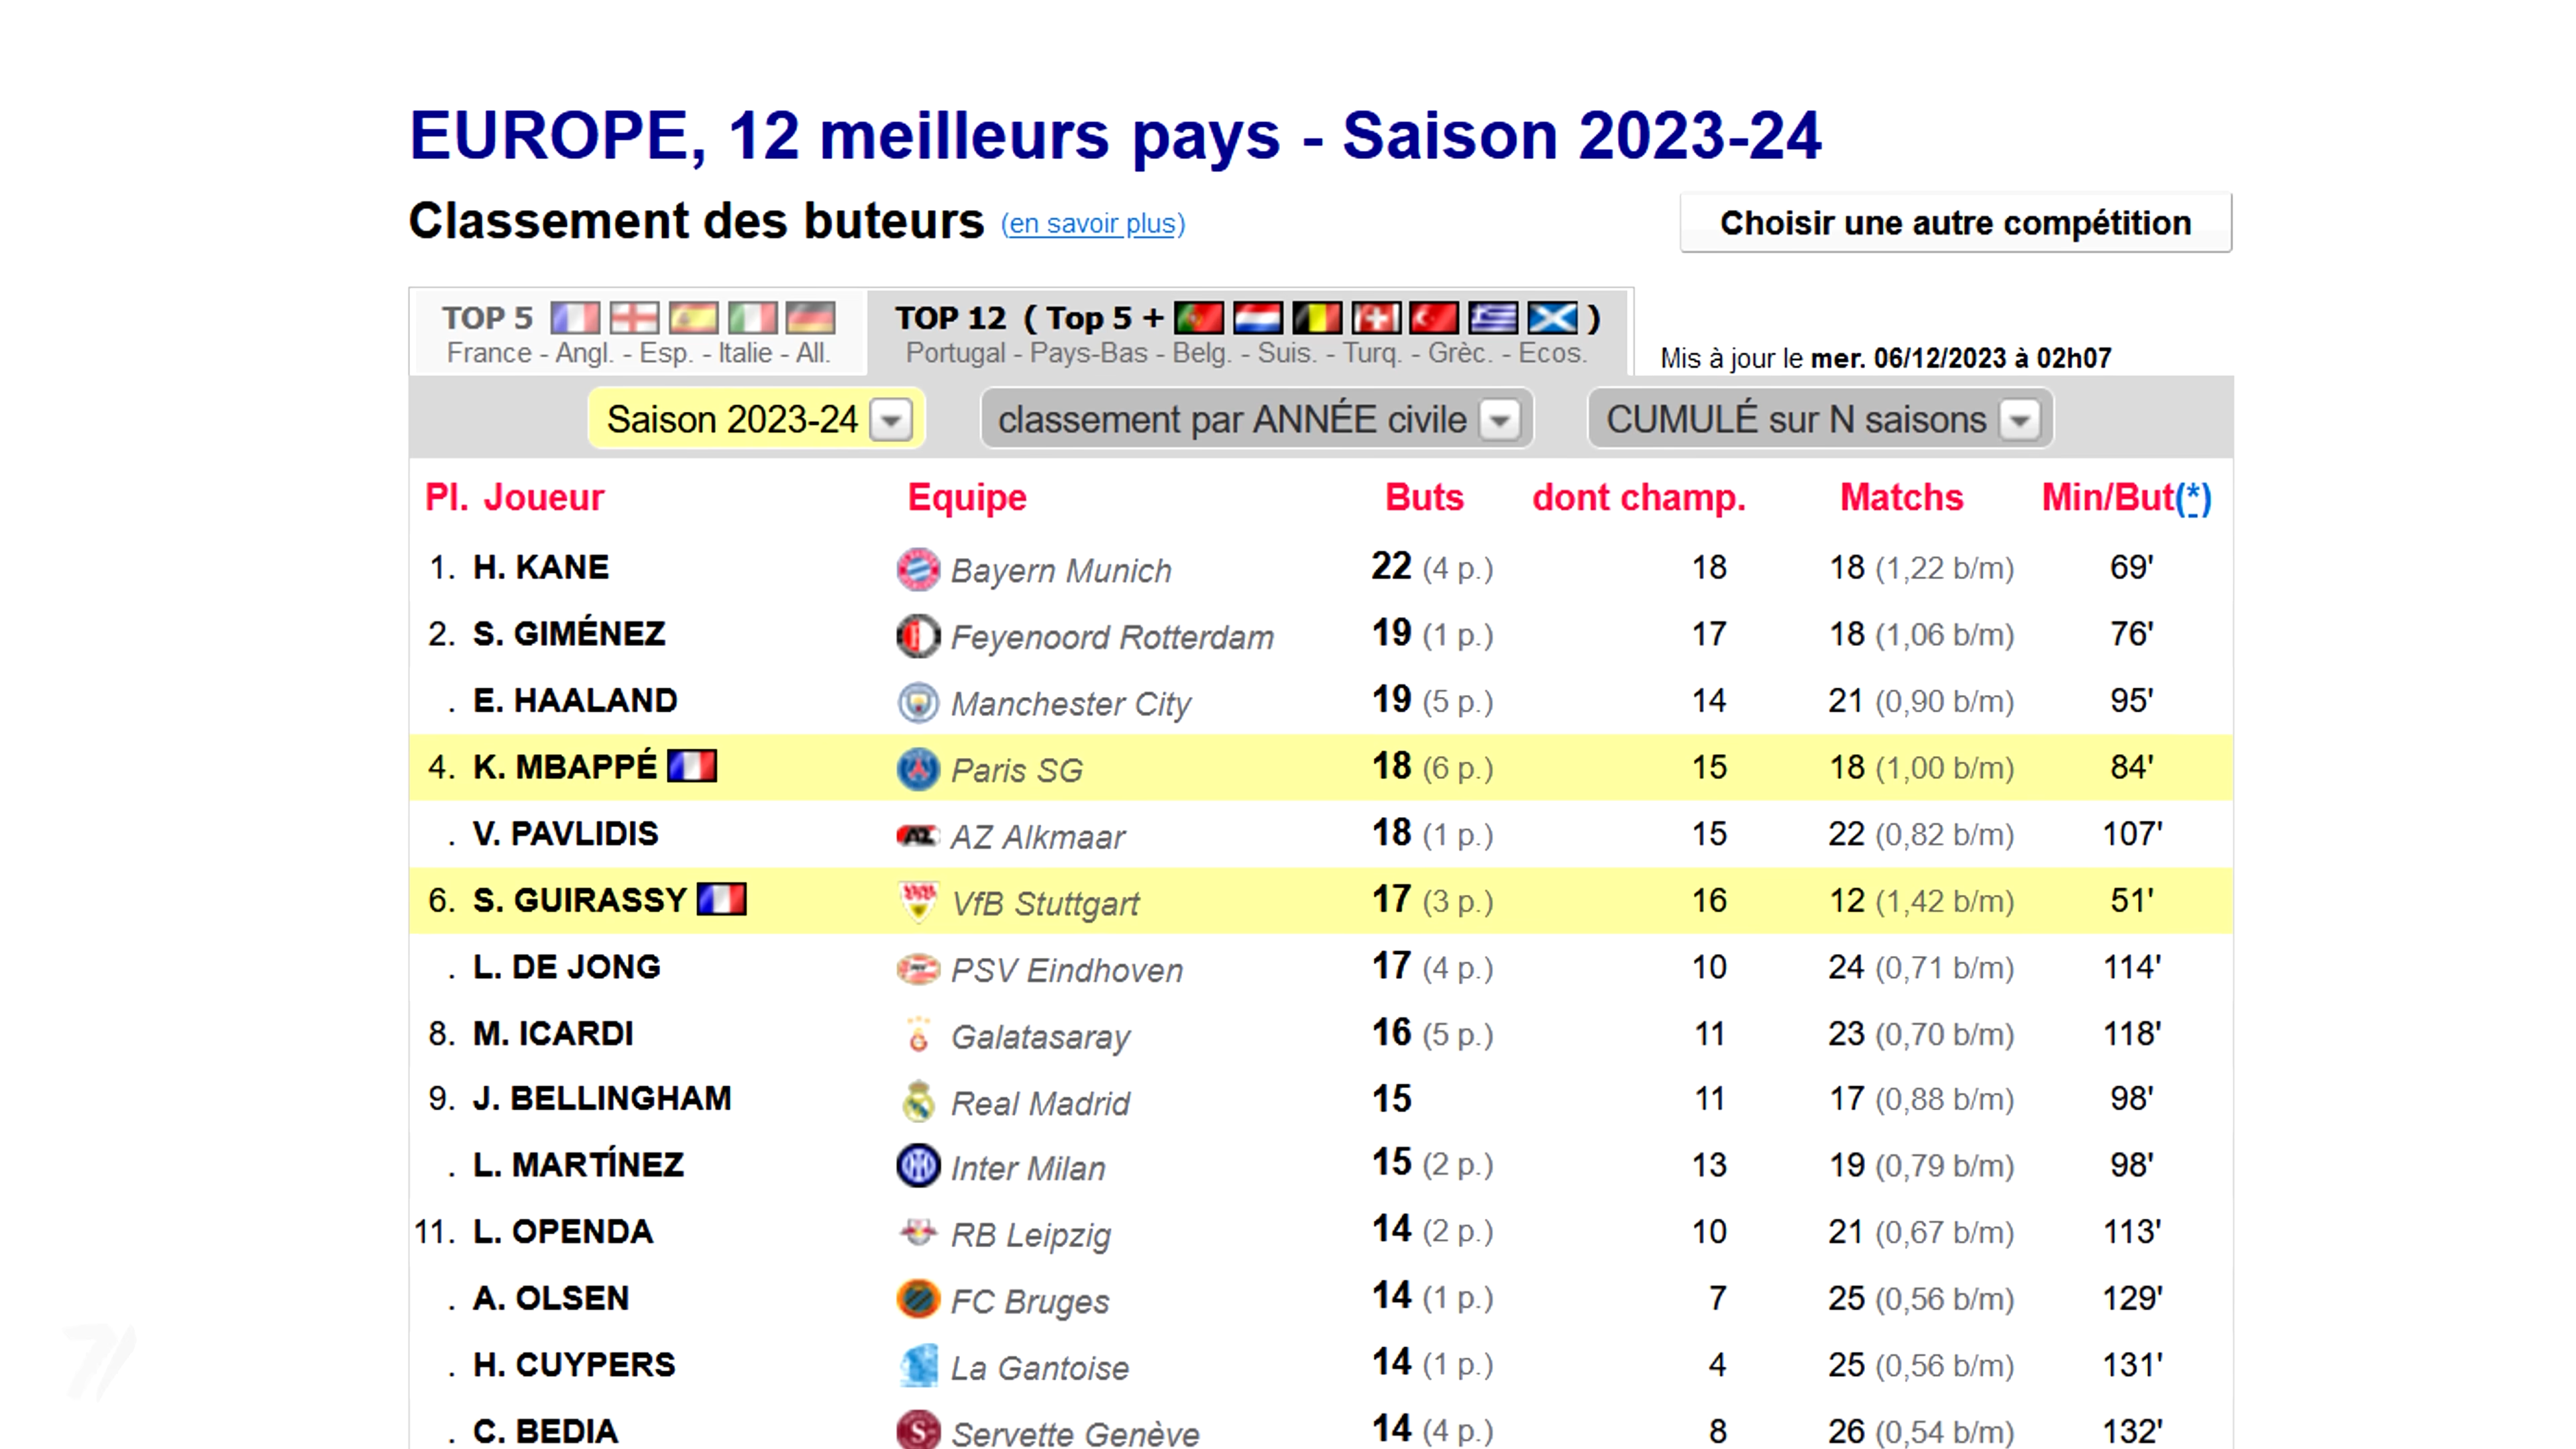 EUROPE, 12 meilleurs pays - Saison 2023-24
Classement des buteurs (en savoir plus)
Choisir une autre compétition
TOP 5
France - Angl. - Esp. - Italie - All.
TOP 12 ( Top 5 + )
Portugal - Pays-Bas - Belg. - Suis. - Turq. - Grèc. - Ecos.
Mis à jour le mer. 06/12/2023 à 02h07
Saison 2023-24 classement par ANNÉE civile CUMULÉ sur N saisons
Pl. Joueur Equipe Buts dont champ. Matchs Min/But(*)
1. H. KANE Bayern Munich 22 (4 p.) 18 18 (1,22 b/m) 69'
2. S. GIMÉNEZ Feyenoord Rotterdam 19 (1 p.) 17 18 (1,06 b/m) 76'
. E. HAALAND Manchester City 19 (5 p.) 14 21 (0,90 b/m) 95'
4. K. MBAPPÉ Paris SG 18 (6 p.) 15 18 (1,00 b/m) 84'
. V. PAVLIDIS AZ Alkmaar 18 (1 p.) 15 22 (0,82 b/m) 107'
6. S. GUIRASSY VfB Stuttgart 17 (3 p.) 16 12 (1,42 b/m) 51'
. L. DE JONG PSV Eindhoven 17 (4 p.) 10 24 (0,71 b/m) 114'
8. M. ICARDI Galatasaray 16 (5 p.) 11 23 (0,70 b/m) 118'
9. J. BELLINGHAM Real Madrid 15 11 17 (0,88 b/m) 98'
. L. MARTÍNEZ Inter Milan 15 (2 p.) 13 19 (0,79 b/m) 98'
11. L. OPENDA RB Leipzig 14 (2 p.) 10 21 (0,67 b/m) 113'
. A. OLSEN FC Bruges 14 (1 p.) 7 25 (0,56 b/m) 129'
. H. CUYPERS La Gantoise 14 (1 p.) 4 25 (0,56 b/m) 131'
. C. BEDIA Servette Genève 14 (4 p.) 8 26 (0,54 b/m) 132'